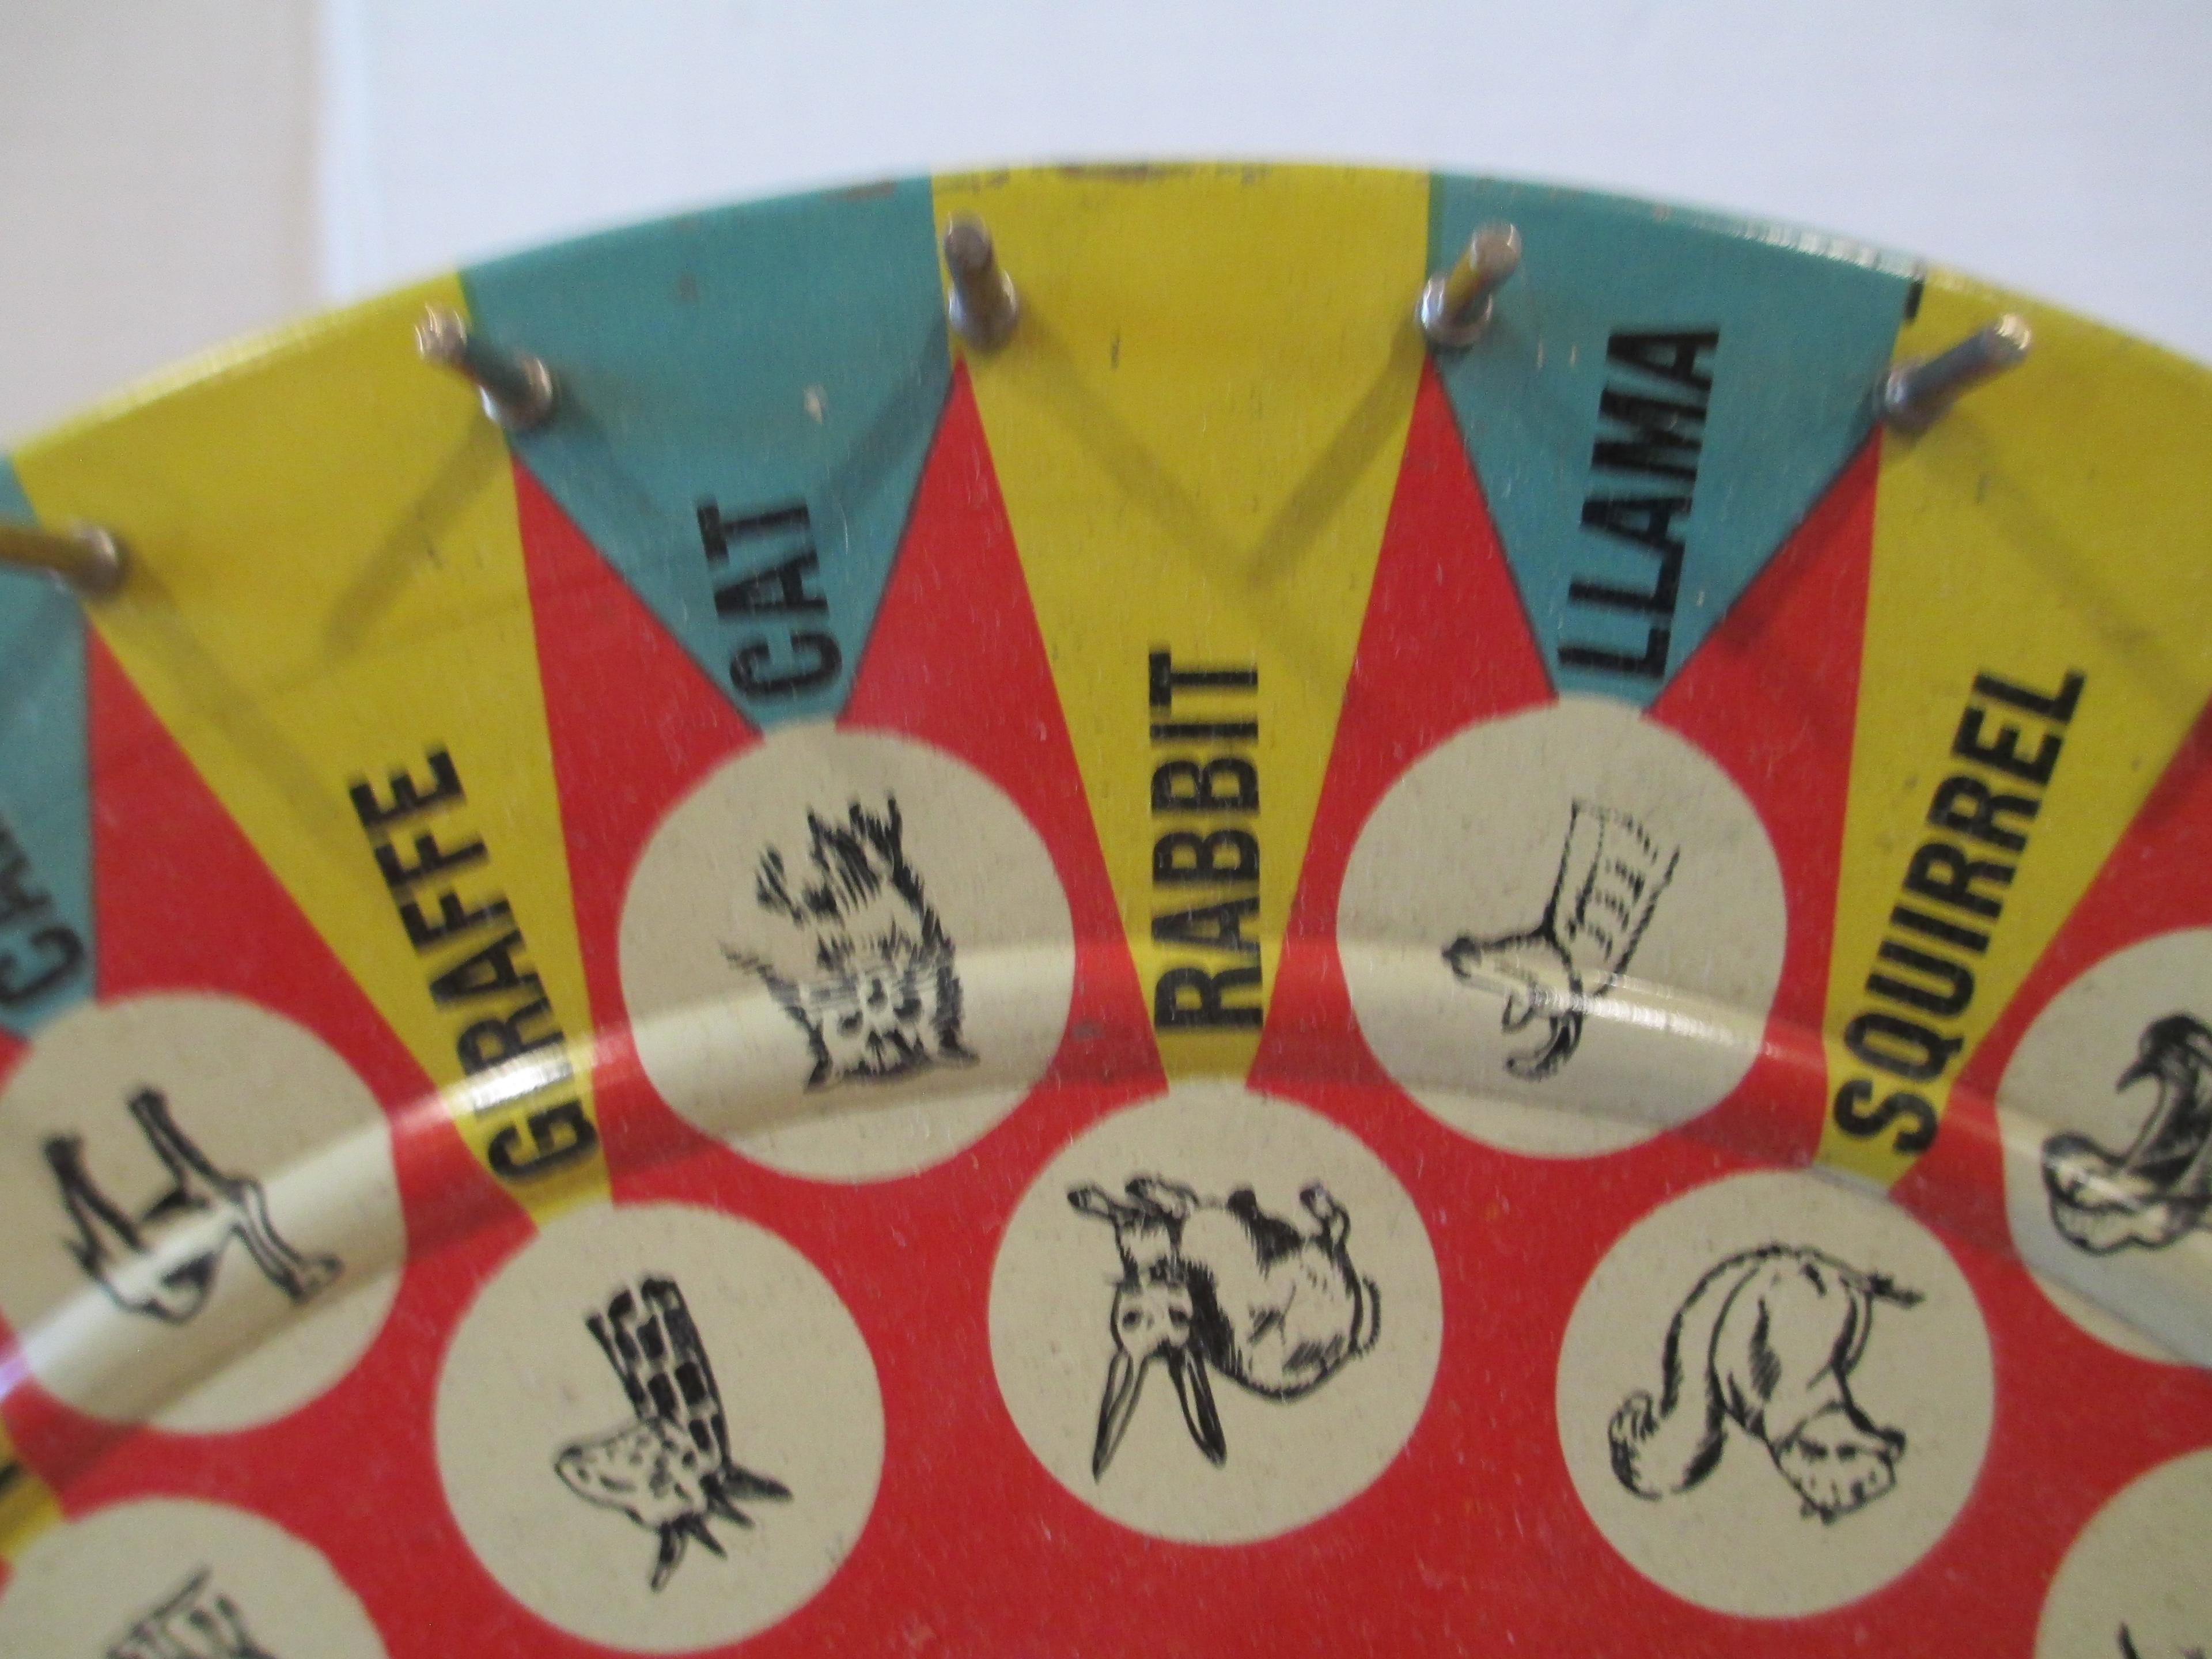 GIRAFFE
CAT
RABBIT
LLAMA
SQUIRREL